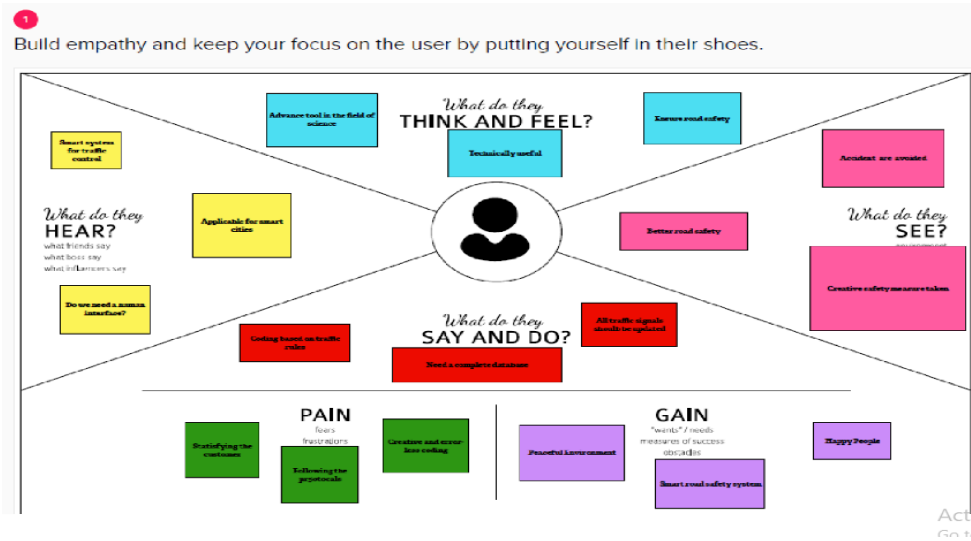 1
Build empathy and keep your focus on the user by putting yourself in their shoes.
What do they
THINK AND FEEL?
Advance tool in the field of
science
Technically useful
Ensure road safety
What do they
HEAR?
what friends say
what boss say
what influencers say
Smart system
for traffic
control
Applicable for smart
cities
Do we need a human
interface?
What do they
SEE?
Accident are avoided
Better road safety
Creative safety measure taken
What do they
SAY AND DO?
Coding based on traffic
rules
Need a complete database
All traffic signals
should be updated
PAIN
fears
frustrations
Statisfying the
customer
Following the
Creative and error-
less coding
GAIN
"wants" / needs
measures of success
obstacles
Peaceful Environment
Smart road safety system
Happy People
Act
Go t